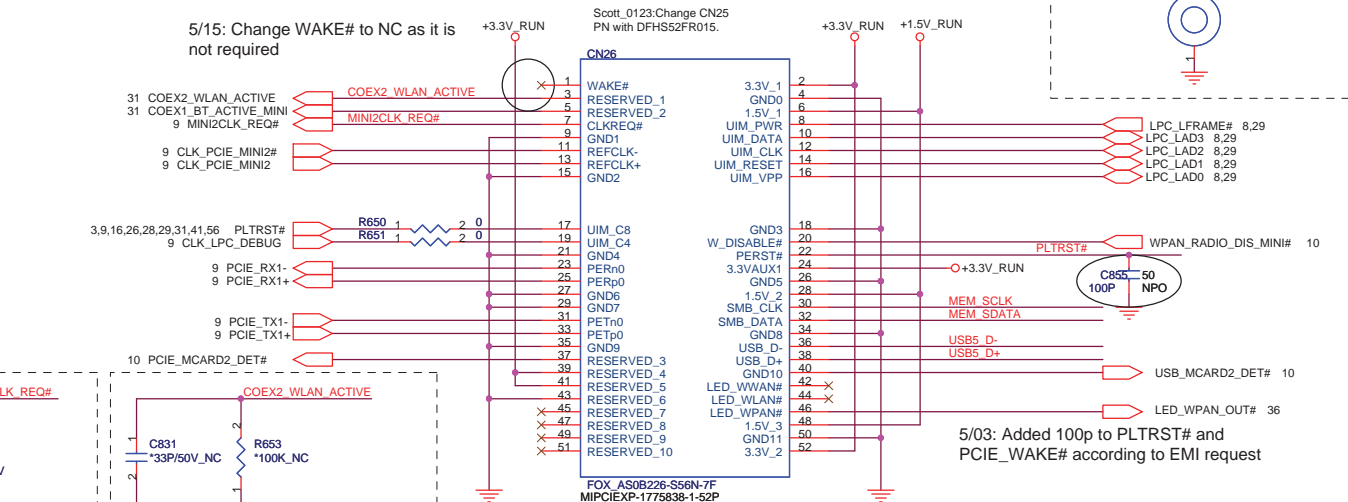 5/15: Change WAKE# to NC as it is
not required
Scott_0123:Change CN25
PN with DFHS52FR015.
+3.3V_RUN
+3.3V_RUN
+1.5V_RUN
1
CN26
1 WAKE#
3 RESERVED_1
5 RESERVED_2
7 CLKREQ#
9 GND1
11 REFCLK-
13 REFCLK+
15 GND2
17 UIM_C8
19 UIM_C4
21 GND4
23 PERn0
25 PERp0
27 GND6
29 GND7
31 PETn0
33 PETp0
35 GND9
37 RESERVED_3
39 RESERVED_4
41 RESERVED_5
43 RESERVED_6
45 RESERVED_7
47 RESERVED_8
49 RESERVED_9
51 RESERVED_10
3.3V_1 2
GND0 4
1.5V_1 6
UIM_PWR 8
UIM_DATA 10
UIM_CLK 12
UIM_RESET 14
UIM_VPP 16
GND3 18
W_DISABLE# 20
PERST# 22
3.3VAUX1 24
GND5 26
1.5V_2 28
SMB_CLK 30
SMB_DATA 32
GND8 34
USB_D- 36
USB_D+ 38
GND10 40
LED_WWAN# 42
LED_WLAN# 44
LED_WPAN# 46
1.5V_3 48
GND11 50
3.3V_2 52
FOX_AS0B226-S56N-7F
MIPCIEXP-1775838-1-52P
31 COEX2_WLAN_ACTIVE
COEX2_WLAN_ACTIVE
31 COEX1_BT_ACTIVE_MINI
9 MINI2CLK_REQ#
MINI2CLK_REQ#
9 CLK_PCIE_MINI2#
9 CLK_PCIE_MINI2
3,9,16,26,28,29,31,41,56 PLTRST#
R650 1 2 0
9 CLK_LPC_DEBUG
R651 1 2 0
9 PCIE_RX1-
9 PCIE_RX1+
9 PCIE_TX1-
9 PCIE_TX1+
10 PCIE_MCARD2_DET#
LPC_LFRAME# 8,29
LPC_LAD3 8,29
LPC_LAD2 8,29
LPC_LAD1 8,29
LPC_LAD0 8,29
WPAN_RADIO_DIS_MINI# 10
PLTRST#
+3.3V_RUN
C855 50
100P NPO
MEM_SCLK
MEM_SDATA
USB5_D-
USB5_D+
USB_MCARD2_DET# 10
LED_WPAN_OUT# 36
5/03: Added 100p to PLTRST# and
PCIE_WAKE# according to EMI request
LK_REQ#
COEX2_WLAN_ACTIVE
1
2
C831
*33P/50V_NC
2
1
R653
*100K_NC
V